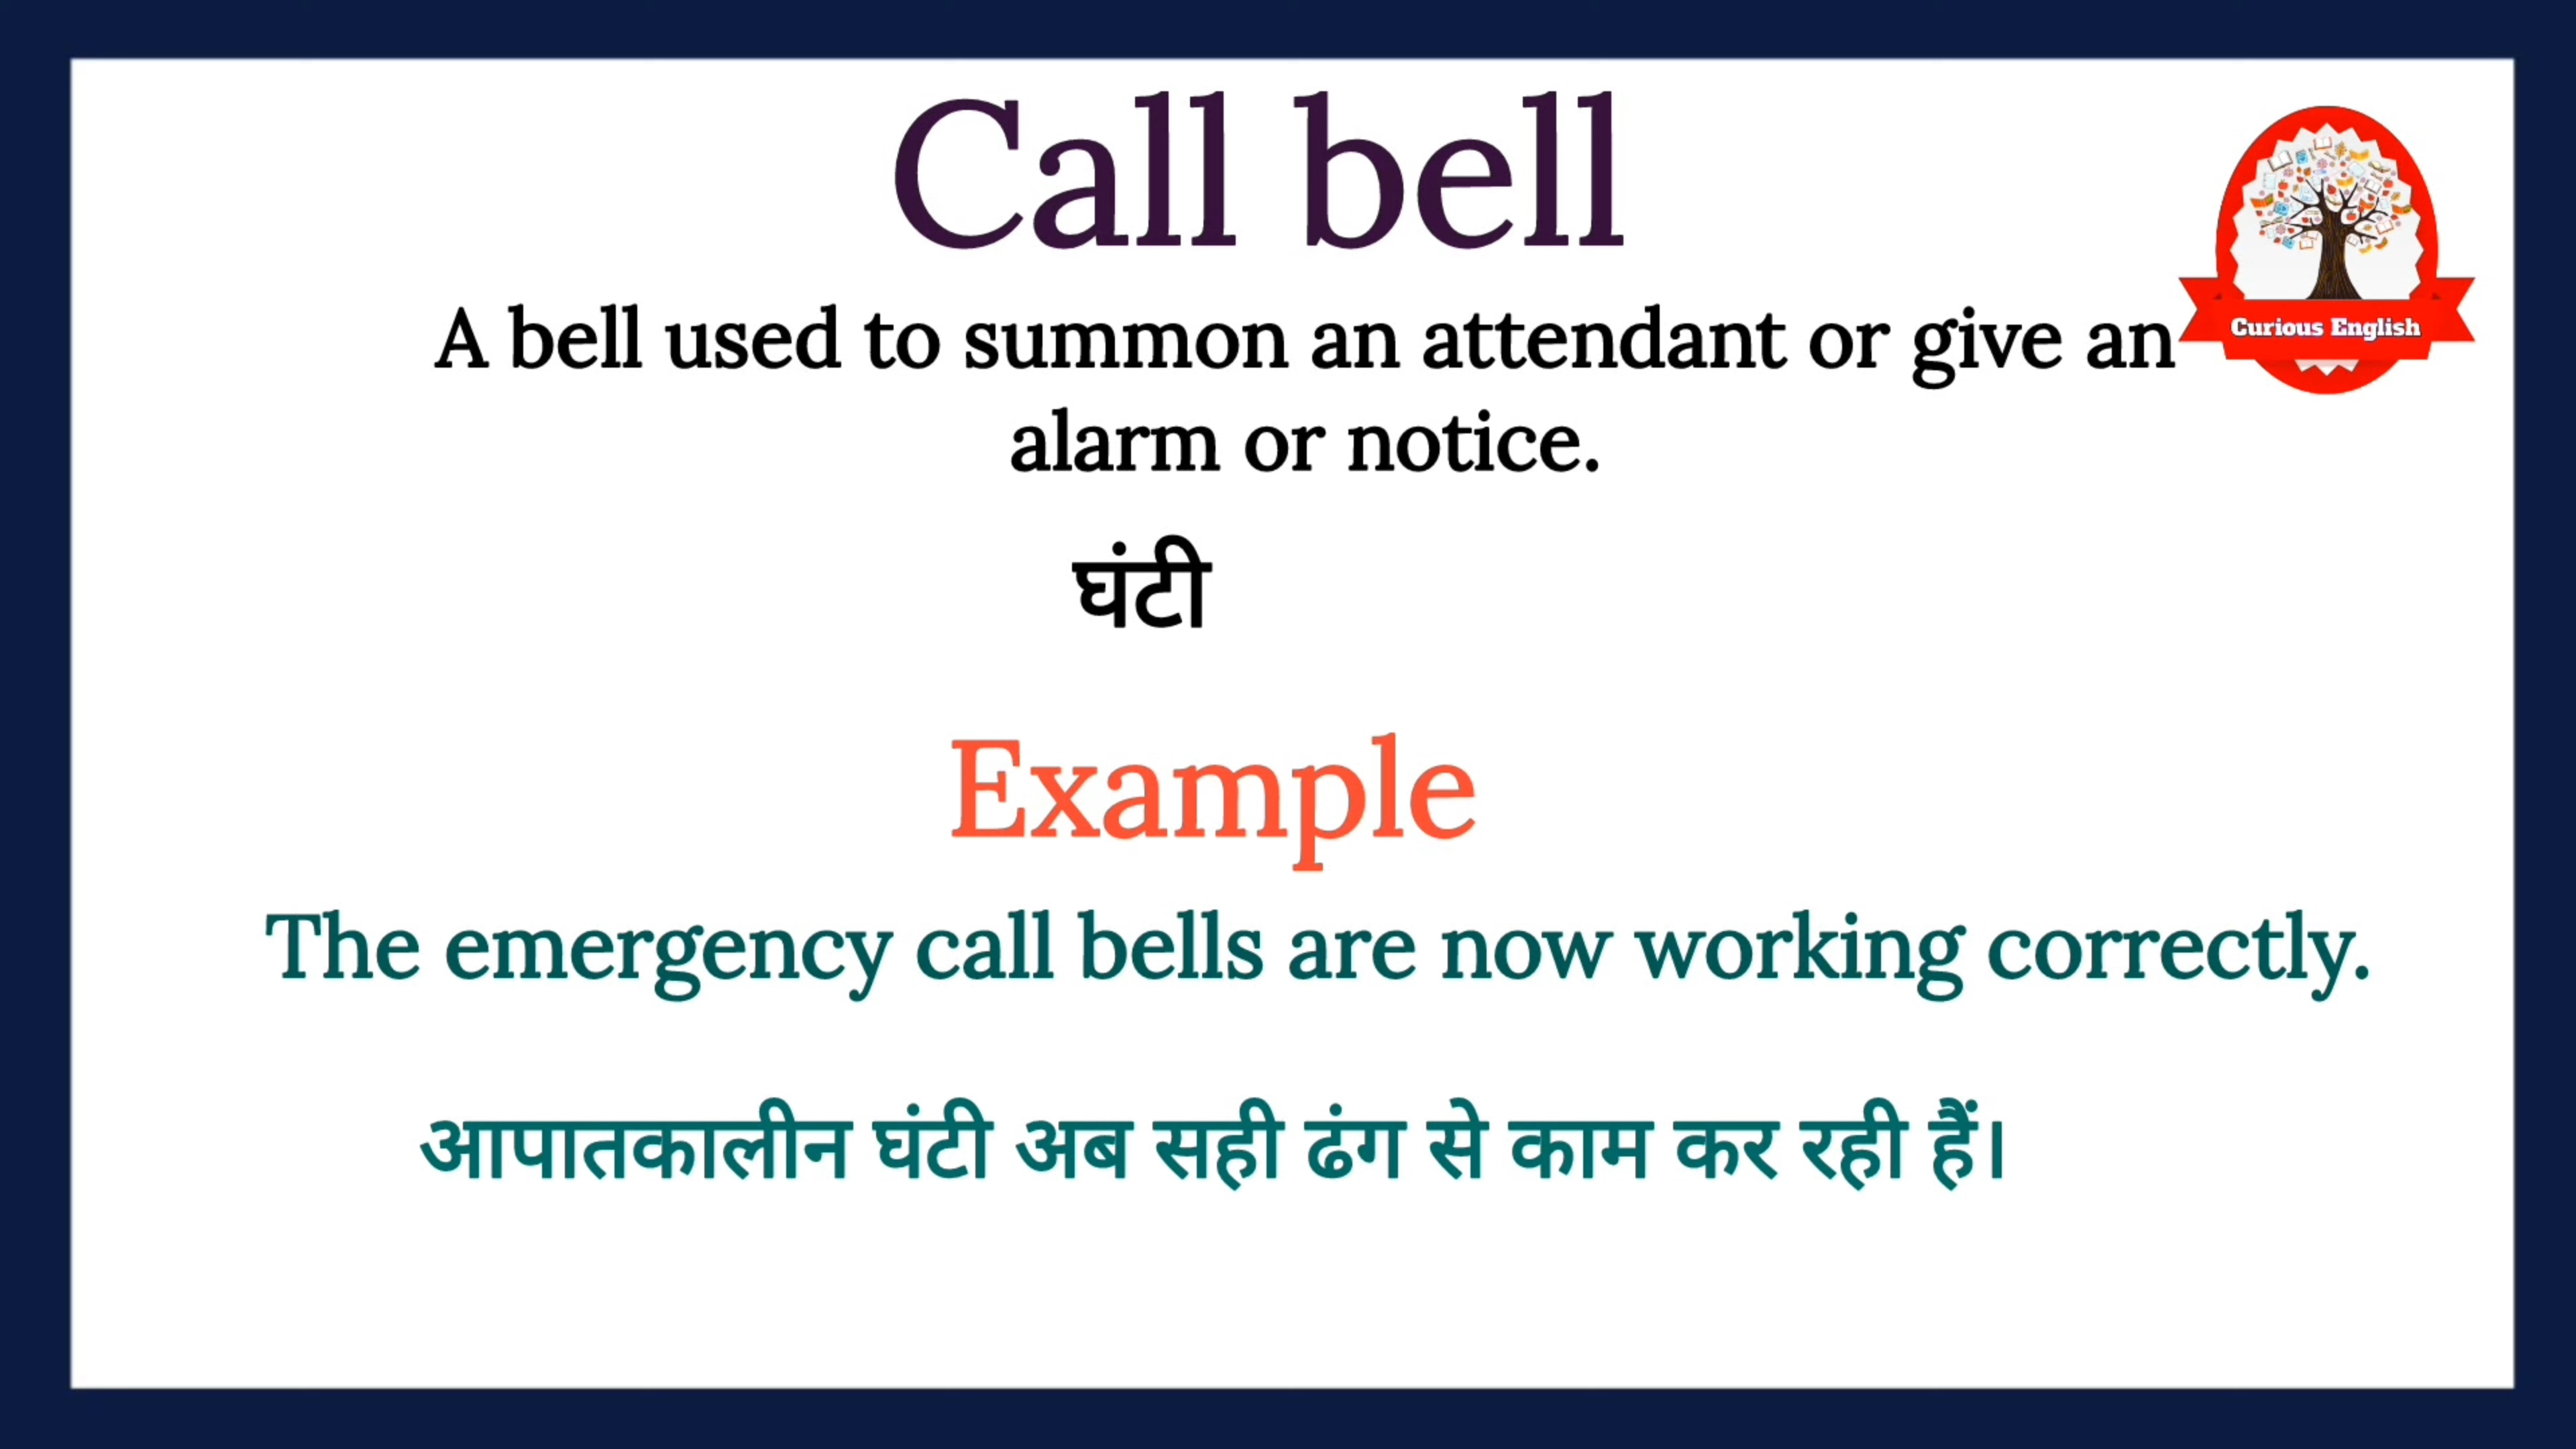 Call bell
A bell used to summon an attendant or give an
alarm or notice.
Curious English
घंटी
Example
The emergency call bells are now working correctly.
आपातकालीन घंटी अब सही ढंग से काम कर रही हैं।